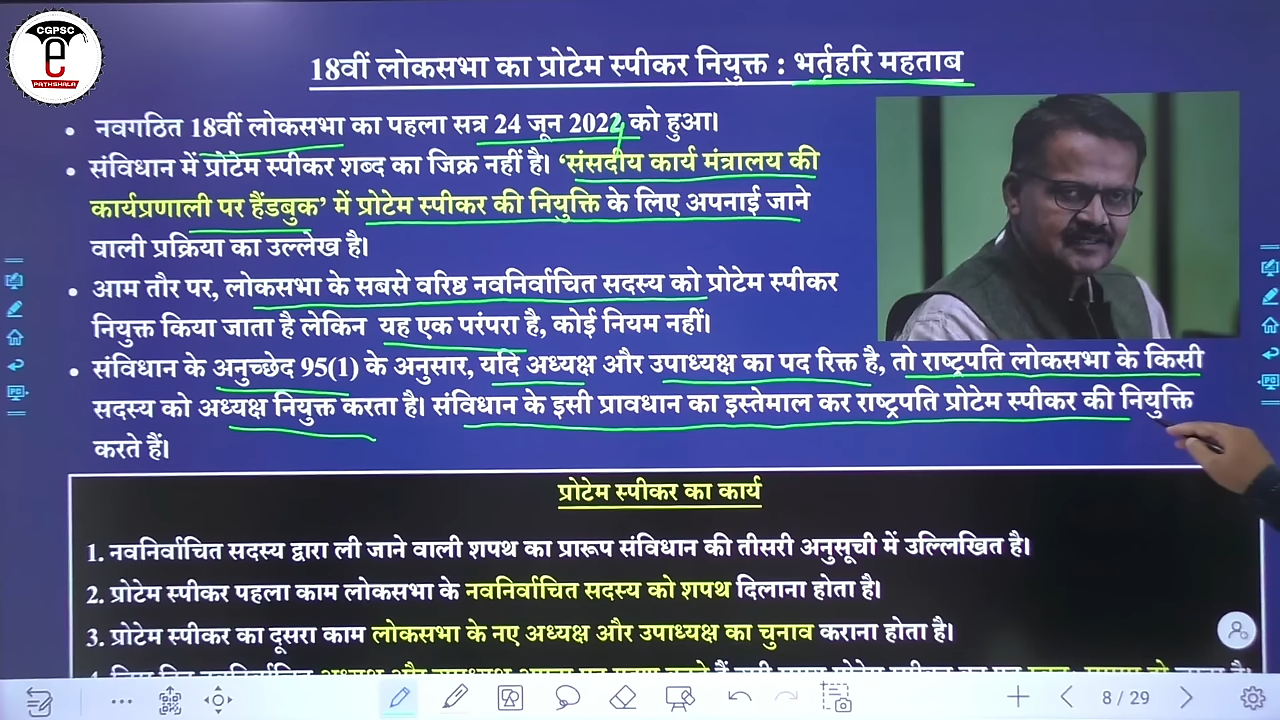 CGPSC
e
PATHSHALA
18वीं लोकसभा का प्रोटेम स्पीकर नियुक्त : भर्तृहरि महताब
• नवगठित 18वीं लोकसभा का पहला सत्र 24 जून 2024 को हुआ।
• संविधान में प्रोटेम स्पीकर शब्द का जिक्र नहीं है। ‘संसदीय कार्य मंत्रालय की
कार्यप्रणाली पर हैंडबुक’ में प्रोटेम स्पीकर की नियुक्ति के लिए अपनाई जाने
वाली प्रक्रिया का उल्लेख है।
• आम तौर पर, लोकसभा के सबसे वरिष्ठ नवनिर्वाचित सदस्य को प्रोटेम स्पीकर
नियुक्त किया जाता है लेकिन यह एक परंपरा है, कोई नियम नहीं।
• संविधान के अनुच्छेद 95(1) के अनुसार, यदि अध्यक्ष और उपाध्यक्ष का पद रिक्त है, तो राष्ट्रपति लोकसभा के किसी
सदस्य को अध्यक्ष नियुक्त करता है। संविधान के इसी प्रावधान का इस्तेमाल कर राष्ट्रपति प्रोटेम स्पीकर की नियुक्ति
करते हैं।
प्रोटेम स्पीकर का कार्य
1. नवनिर्वाचित सदस्य द्वारा ली जाने वाली शपथ का प्रारूप संविधान की तीसरी अनुसूची में उल्लिखित है।
2. प्रोटेम स्पीकर पहला काम लोकसभा के नवनिर्वाचित सदस्य को शपथ दिलाना होता है।
3. प्रोटेम स्पीकर का दूसरा काम लोकसभा के नए अध्यक्ष और उपाध्यक्ष का चुनाव कराना होता है।
8 / 29